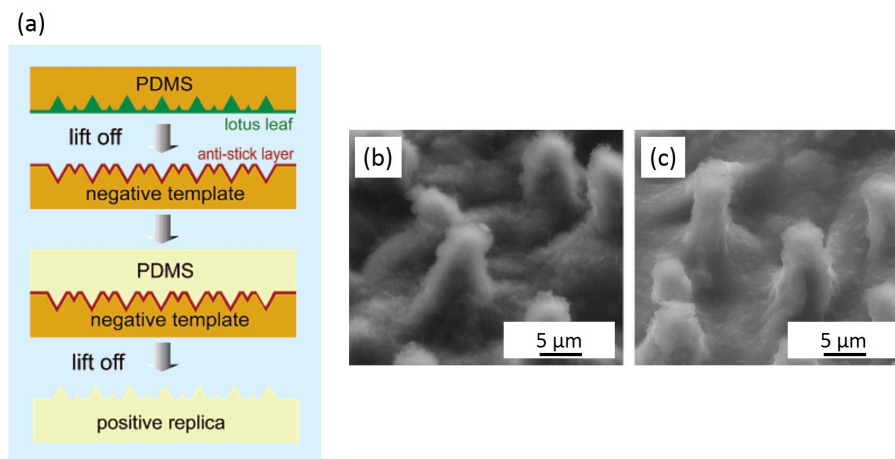 (a)
PDMS
lotus leaf
lift off
anti-stick layer
negative template
PDMS
negative template
lift off
positive replica
(b)
5 µm
(c)
5 µm